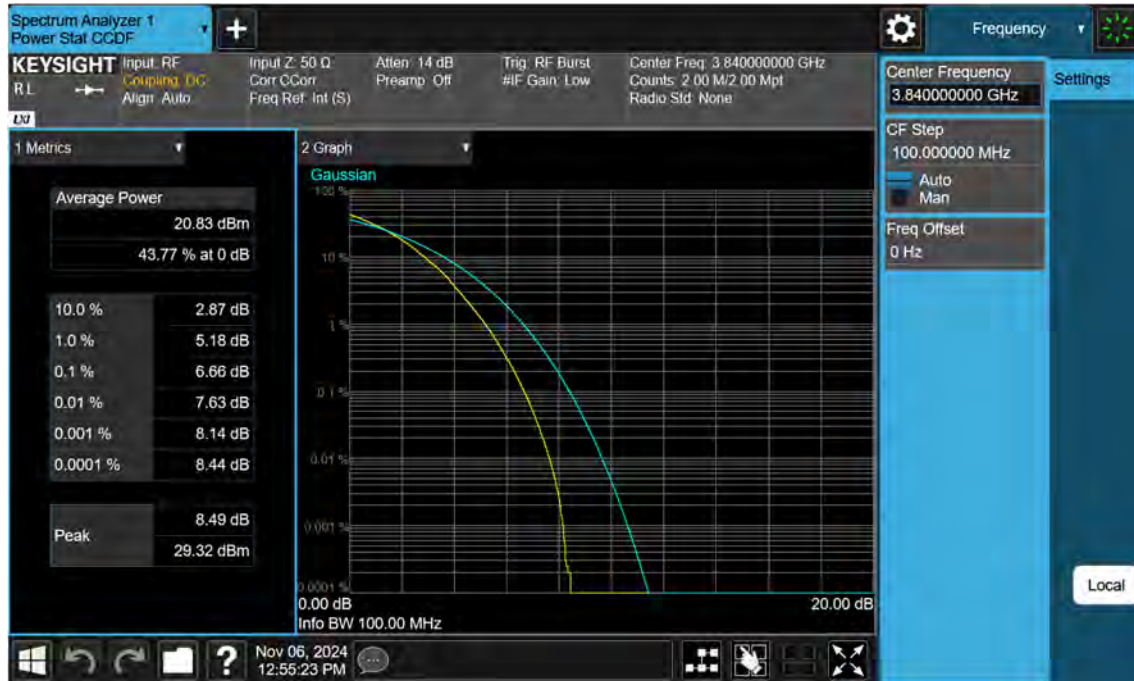 Spectrum Analyzer 1
Power Stat CCDF
Frequency
KEYSIGHT
Input: RF
Coupling: DC
Align: Auto
Input Z: 50 Ω
Corr CCorr
Freq Ref: Int (S)
Atten: 14 dB
Preamp: Off
Trig: RF Burst
#IF Gain: Low
Center Freq: 3.840000000 GHz
Counts: 2.00 M/2.00 Mpt
Radio Std: None
R L
LXI
Center Frequency
3.840000000 GHz
Settings
CF Step
100.000000 MHz
Auto
Man
Freq Offset
0 Hz
1 Metrics
Average Power
20.83 dBm
43.77 % at 0 dB
10.0 % 2.87 dB
1.0 % 5.18 dB
0.1 % 6.66 dB
0.01 % 7.63 dB
0.001 % 8.14 dB
0.0001 % 8.44 dB
Peak
8.49 dB
29.32 dBm
2 Graph
Gaussian
100 %
10 %
1 %
0.1 %
0.01 %
0.001 %
0.0001 %
0.00 dB 20.00 dB
Info BW 100.00 MHz
Local
Nov 06, 2024
12:55:23 PM